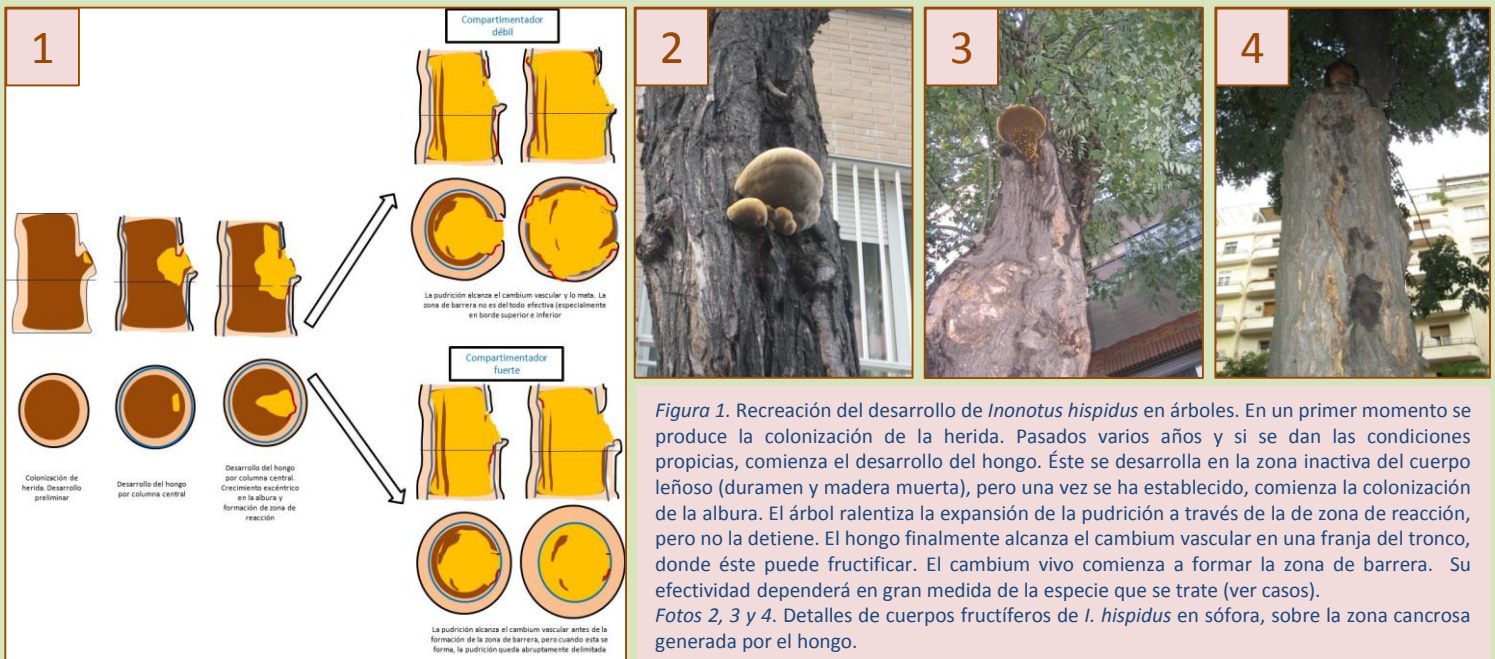 1
Compartimentador
débil
La pudrición alcanza el cambium vascular y lo mata. La
zona de barrera no es del todo efectiva (especialmente
en borde superior e inferior
Colonización de
herida. Desarrollo
preliminar
Desarrollo del hongo
por columna central
Desarrollo del hongo
por columna central.
Crecimiento excéntrico
en la albura y
formación de zona de
reacción
Compartimentador
fuerte
La pudrición alcanza el cambium vascular antes de la
formación de la zona de barrera, pero cuando esta se
forma, la pudrición queda abruptamente delimitada
2
3
4
Figura 1. Recreación del desarrollo de Inonotus hispidus en árboles. En un primer momento se
produce la colonización de la herida. Pasados varios años y si se dan las condiciones
propicias, comienza el desarrollo del hongo. Éste se desarrolla en la zona inactiva del cuerpo
leñoso (duramen y madera muerta), pero una vez se ha establecido, comienza la colonización
de la albura. El árbol ralentiza la expansión de la pudrición a través de la de zona de reacción,
pero no la detiene. El hongo finalmente alcanza el cambium vascular en una franja del tronco,
donde éste puede fructificar. El cambium vivo comienza a formar la zona de barrera. Su
efectividad dependerá en gran medida de la especie que se trate (ver casos).
Fotos 2, 3 y 4. Detalles de cuerpos fructíferos de I. hispidus en sófora, sobre la zona cancrosa
generada por el hongo.